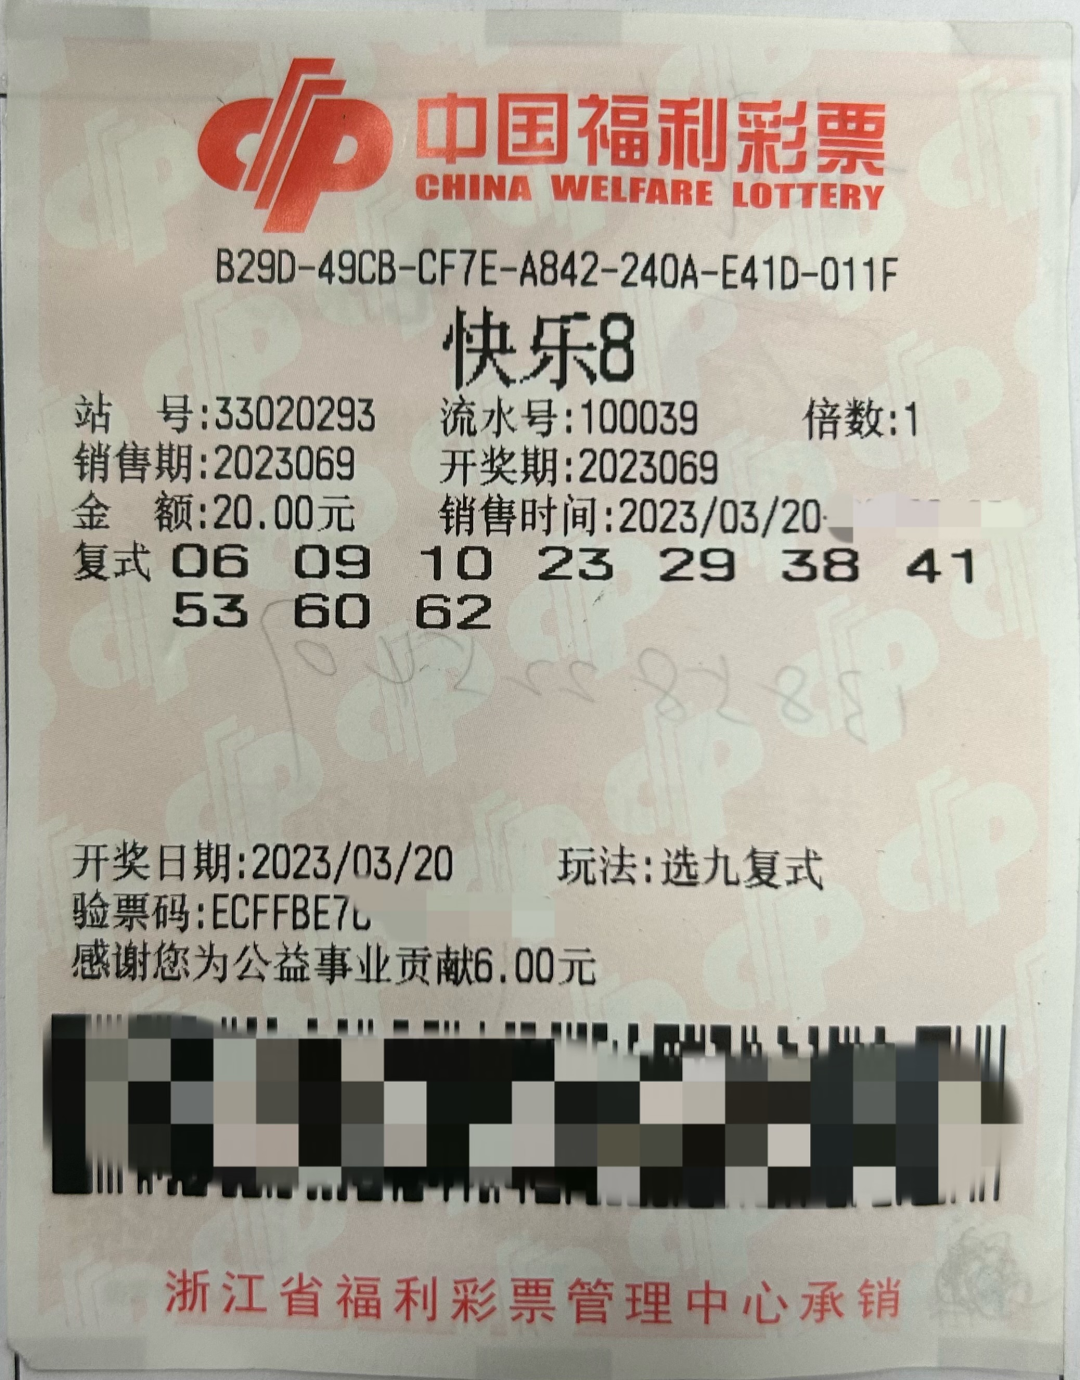 中国福利彩票
CHINA WELFARE LOTTERY
B29D-49CB-CF7E-A842-240A-E41D-011F
快乐8
站 号:33020293 流水号:100039 倍数:1
销售期:2023069 开奖期:2023069
金 额:20.00元 销售时间:2023/03/20
复式 06 09 10 23 29 38 41
53 60 62
开奖日期:2023/03/20 玩法:选九复式
验票码:ECFFBE7
感谢您为公益事业贡献6.00元
浙江省福利彩票管理中心承销